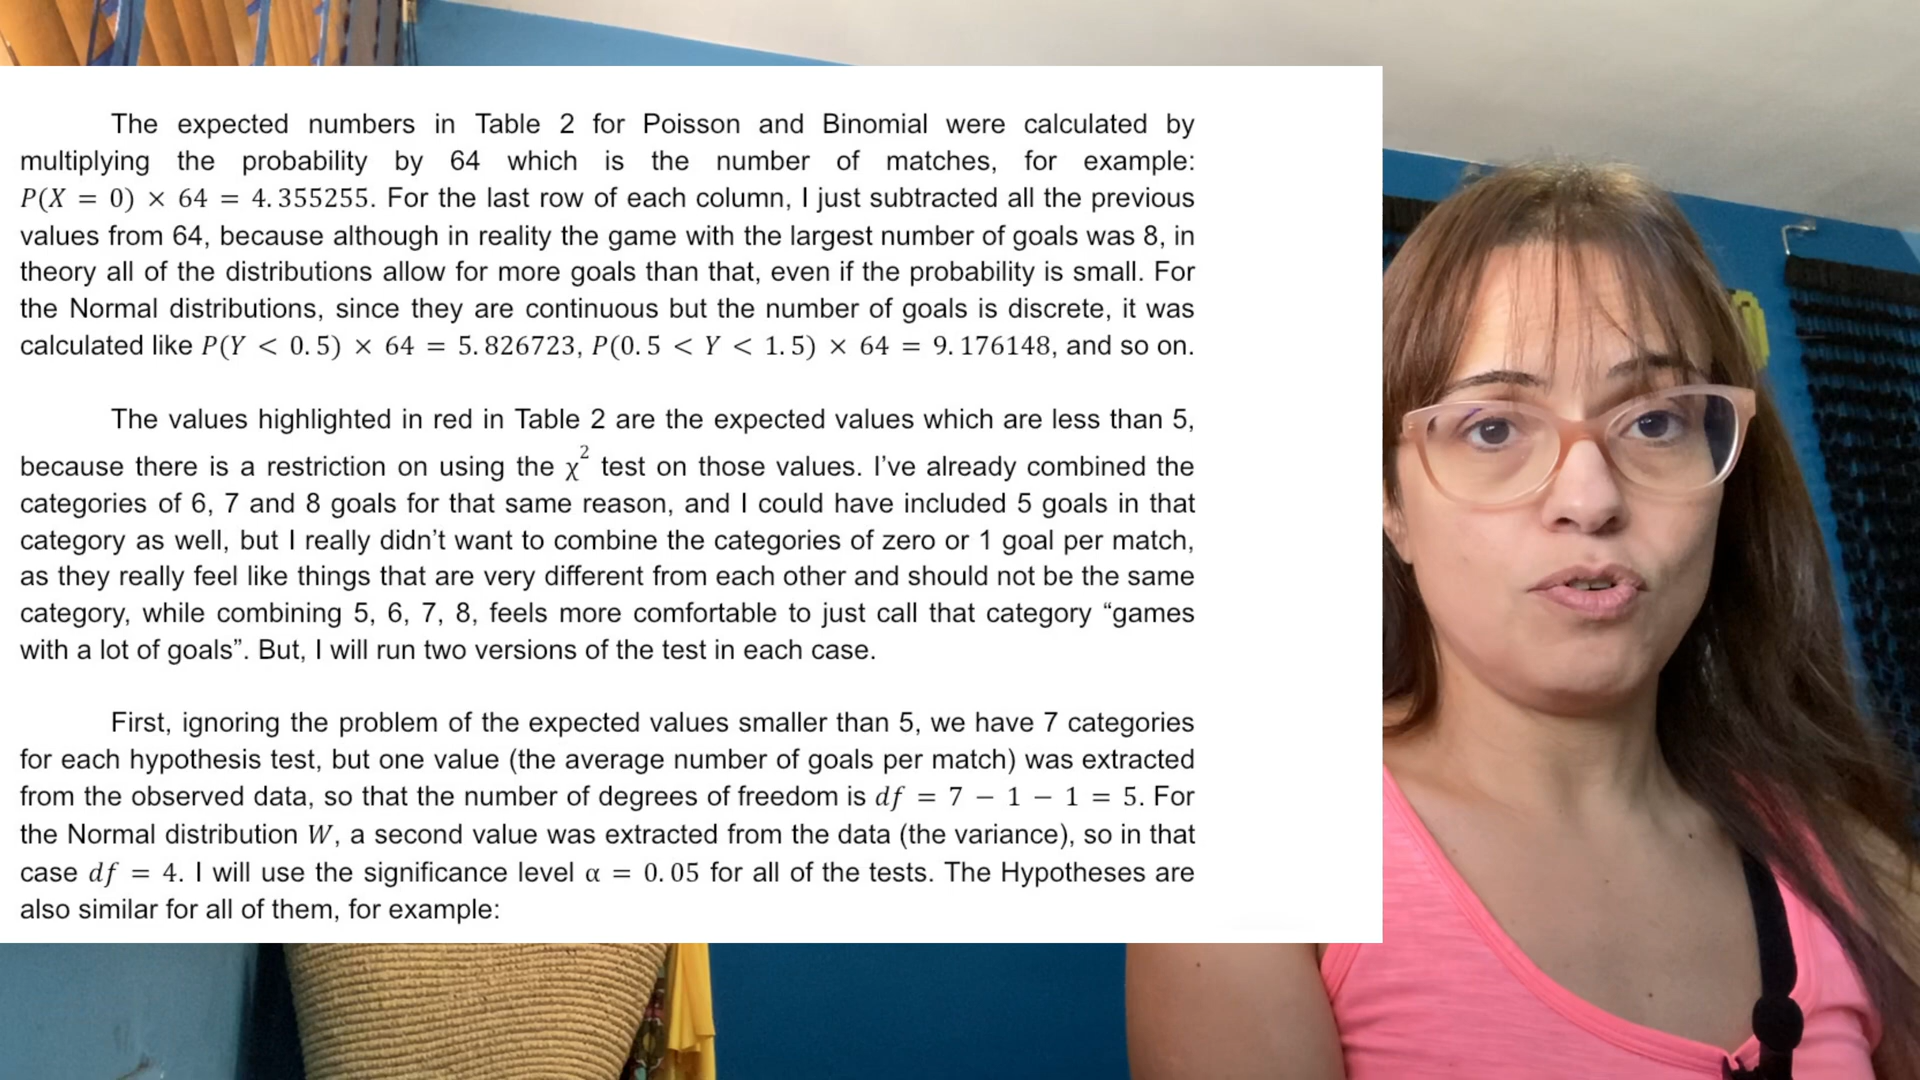 The expected numbers in Table 2 for Poisson and Binomial were calculated by
multiplying the probability by 64 which is the number of matches, for example:
P(X = 0) × 64 = 4.355255. For the last row of each column, I just subtracted all the previous
values from 64, because although in reality the game with the largest number of goals was 8, in
theory all of the distributions allow for more goals than that, even if the probability is small. For
the Normal distributions, since they are continuous but the number of goals is discrete, it was
calculated like P(Y < 0.5) × 64 = 5.826723, P(0.5 < Y < 1.5) × 64 = 9.176148, and so on.
The values highlighted in red in Table 2 are the expected values which are less than 5,
because there is a restriction on using the χ² test on those values. I’ve already combined the
categories of 6, 7 and 8 goals for that same reason, and I could have included 5 goals in that
category as well, but I really didn’t want to combine the categories of zero or 1 goal per match,
as they really feel like things that are very different from each other and should not be the same
category, while combining 5, 6, 7, 8, feels more comfortable to just call that category “games
with a lot of goals”. But, I will run two versions of the test in each case.
First, ignoring the problem of the expected values smaller than 5, we have 7 categories
for each hypothesis test, but one value (the average number of goals per match) was extracted
from the observed data, so that the number of degrees of freedom is df = 7 − 1 − 1 = 5. For
the Normal distribution W, a second value was extracted from the data (the variance), so in that
case df = 4. I will use the significance level α = 0.05 for all of the tests. The Hypotheses are
also similar for all of them, for example: